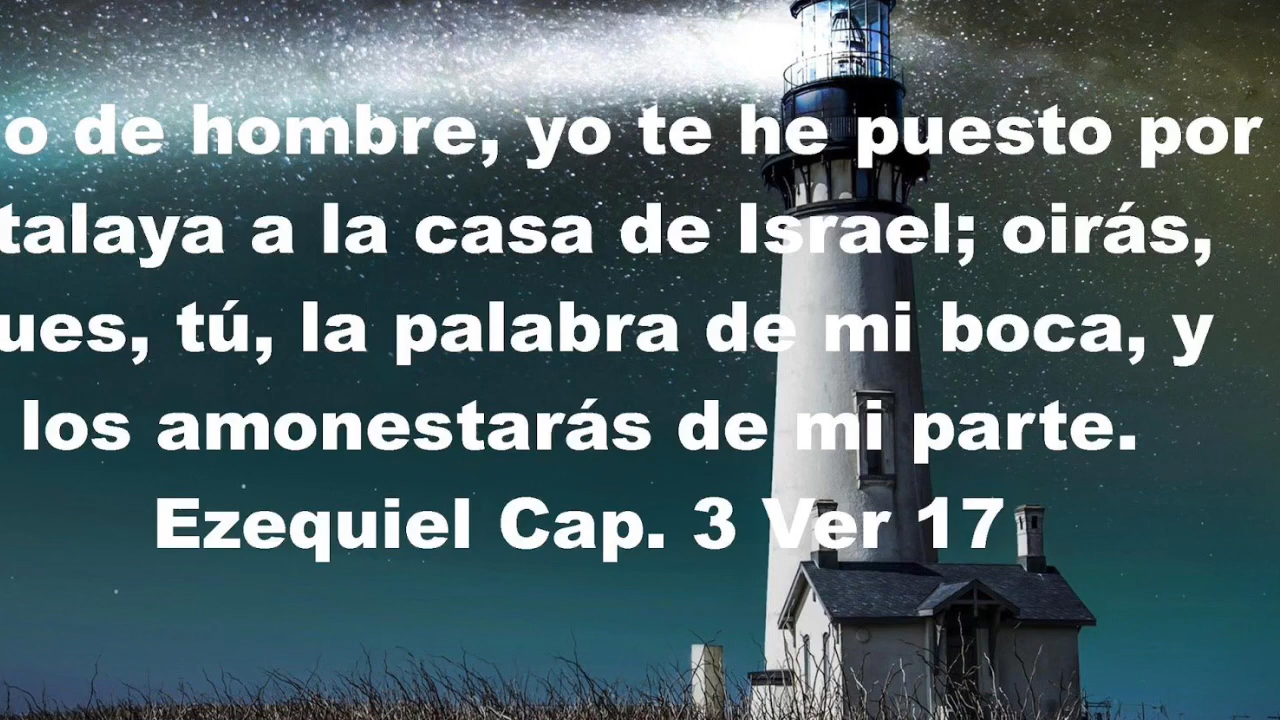 o de hombre, yo te he puesto por
talaya a la casa de Israel; oirás,
ues, tú, la palabra de mi boca, y
los amonestarás de mi parte.
Ezequiel Cap. 3 Ver 17